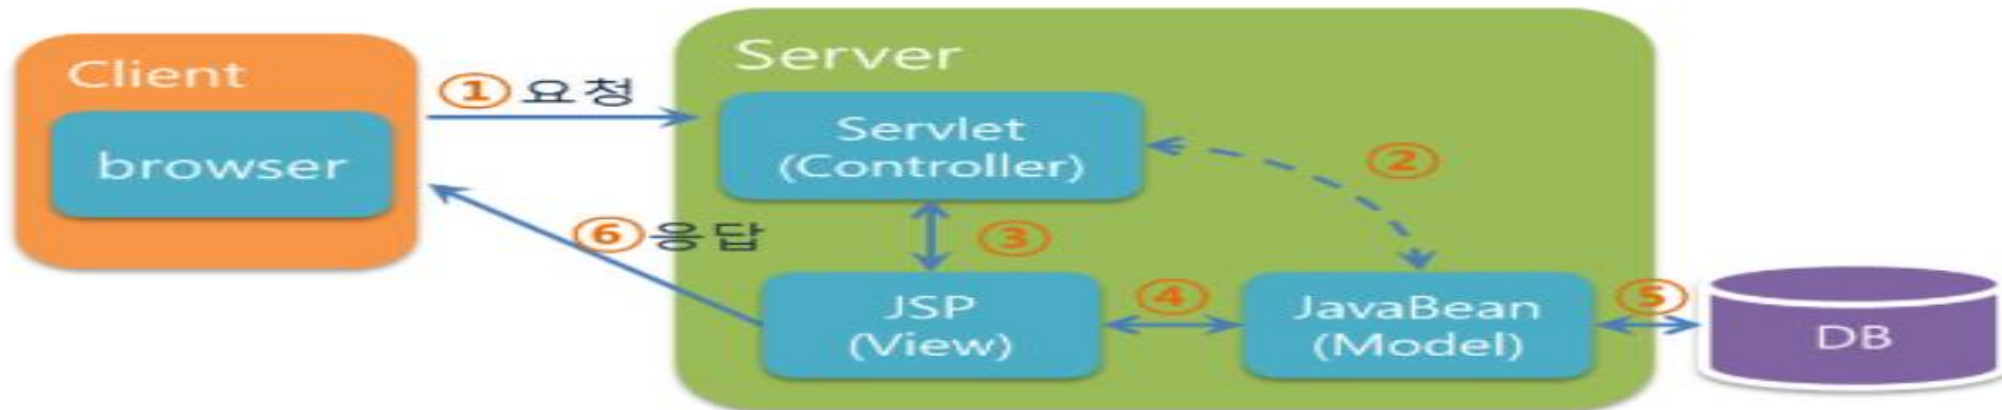 Client
browser
① 요청
Server
Servlet
(Controller)
②
③
⑥ 응답
JSP
(View)
④
JavaBean
(Model)
⑤
DB